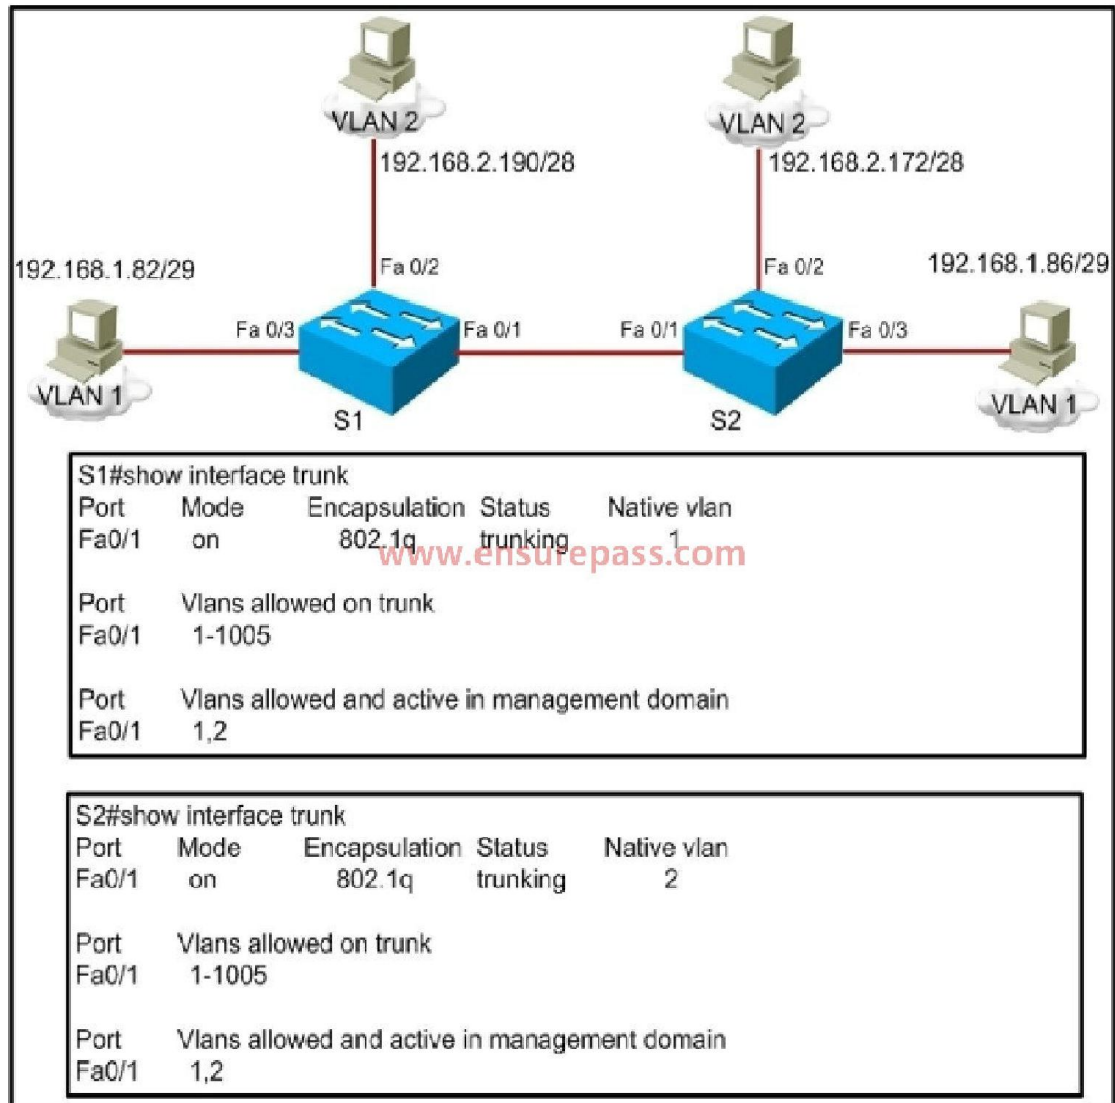 VLAN 2
VLAN 2
192.168.2.190/28
192.168.2.172/28
192.168.1.82/29
Fa 0/2
Fa 0/2
192.168.1.86/29
Fa 0/3
Fa 0/1
Fa 0/1
Fa 0/3
VLAN 1
S1
S2
VLAN 1
S1#show interface trunk
Port Mode Encapsulation Status Native vlan
Fa0/1 on 802.1q trunking 1
www.ensurepass.com
Port Vlans allowed on trunk
Fa0/1 1-1005
Port Vlans allowed and active in management domain
Fa0/1 1,2
S2#show interface trunk
Port Mode Encapsulation Status Native vlan
Fa0/1 on 802.1q trunking 2
Port Vlans allowed on trunk
Fa0/1 1-1005
Port Vlans allowed and active in management domain
Fa0/1 1,2